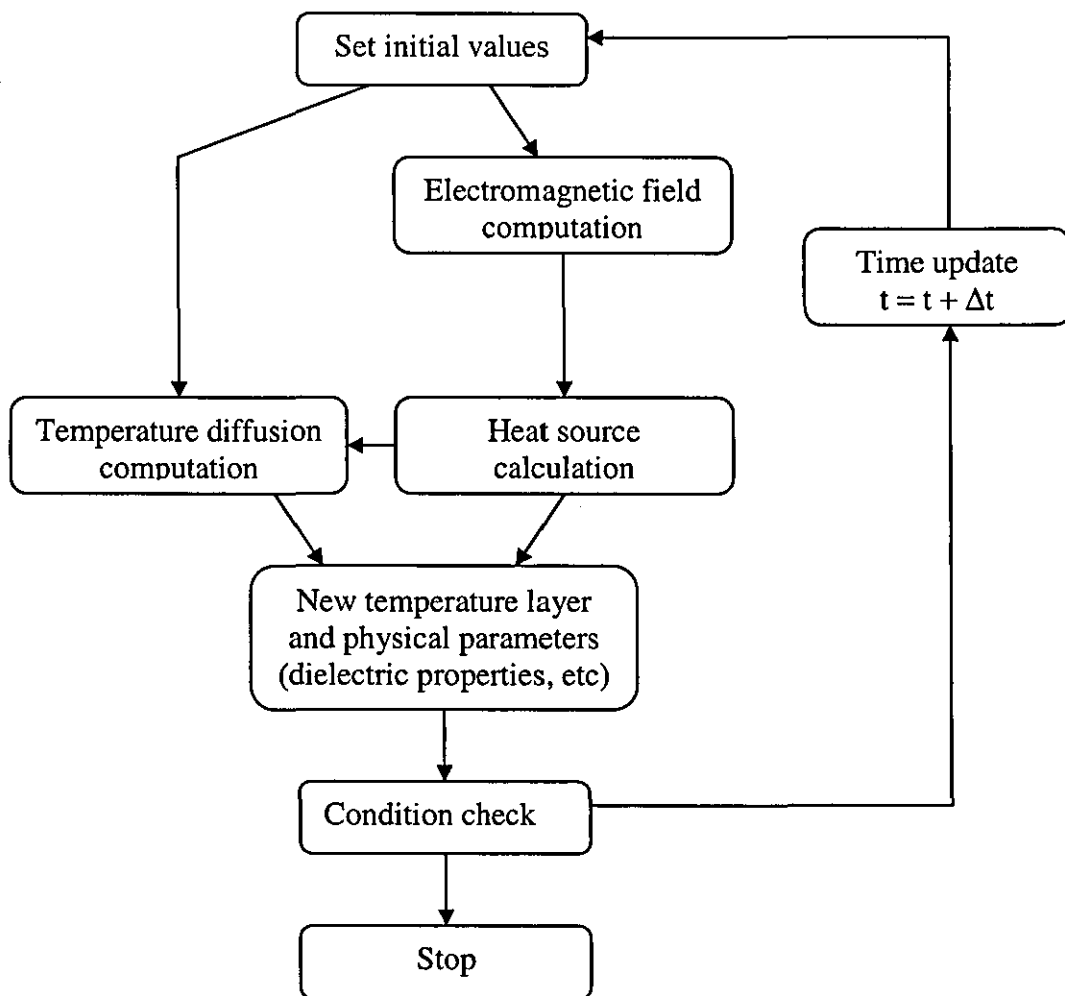 Set initial values
Electromagnetic field
computation
Time update
t = t + Δt
Temperature diffusion
computation
Heat source
calculation
New temperature layer
and physical parameters
(dielectric properties, etc)
Condition check
Stop